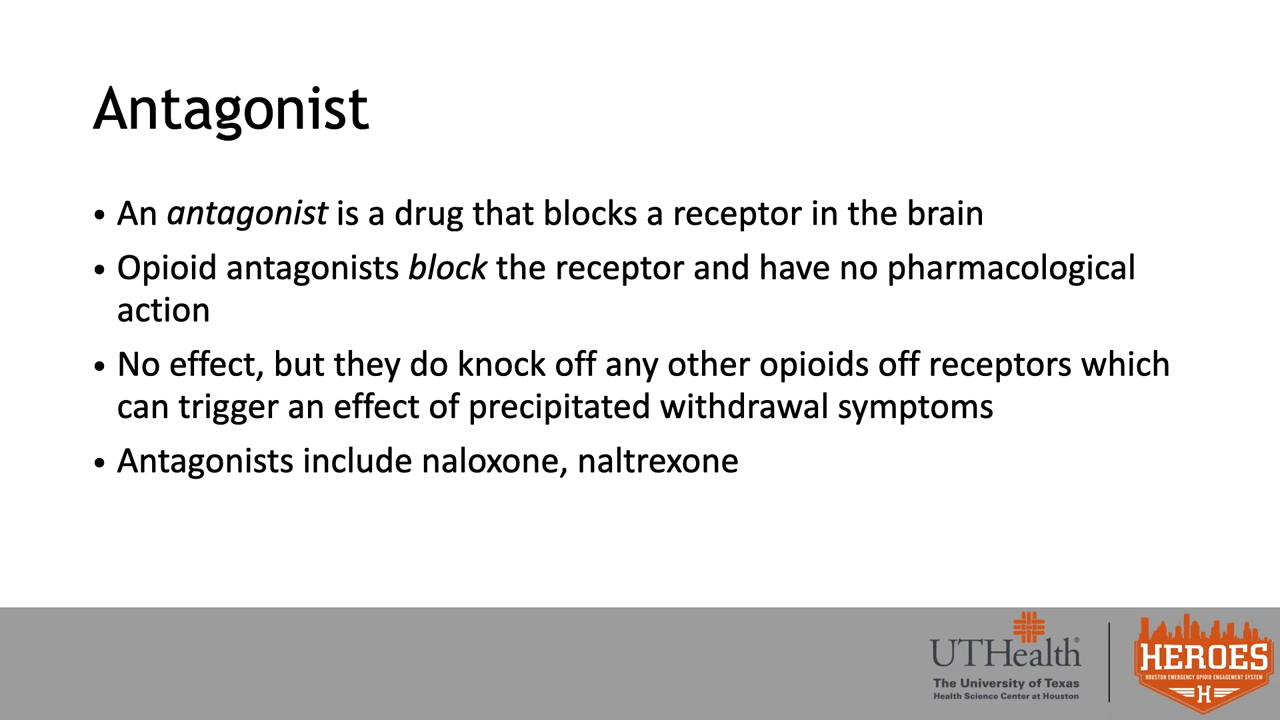 Antagonist
• An antagonist is a drug that blocks a receptor in the brain
• Opioid antagonists block the receptor and have no pharmacological
action
• No effect, but they do knock off any other opioids off receptors which
can trigger an effect of precipitated withdrawal symptoms
• Antagonists include naloxone, naltrexone
UTHealth®
The University of Texas
Health Science Center at Houston
HEROES
HOUSTON EMERGENCY OPIOID ENGAGEMENT SYSTEM
H